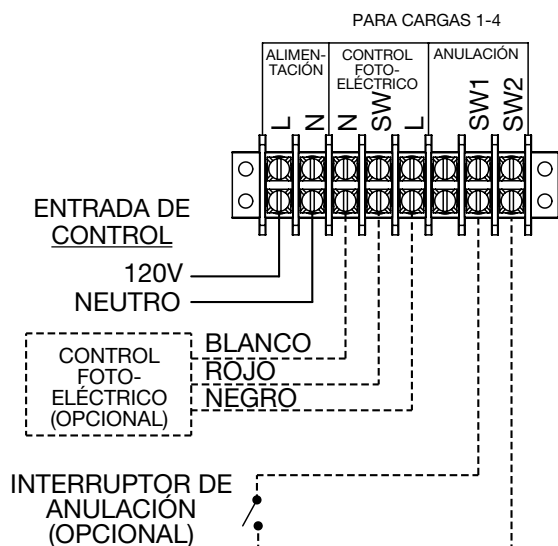 PARA CARGAS 1-4
ALIMEN-
TACIÓN
CONTROL
FOTO-
ELÉCTRICO
ANULACIÓN
L
N
N
SW
L
SW1
SW2
ENTRADA DE
CONTROL
120V
NEUTRO
CONTROL
FOTO-
ELÉCTRICO
(OPCIONAL)
BLANCO
ROJO
NEGRO
INTERRUPTOR DE
ANULACIÓN
(OPCIONAL)